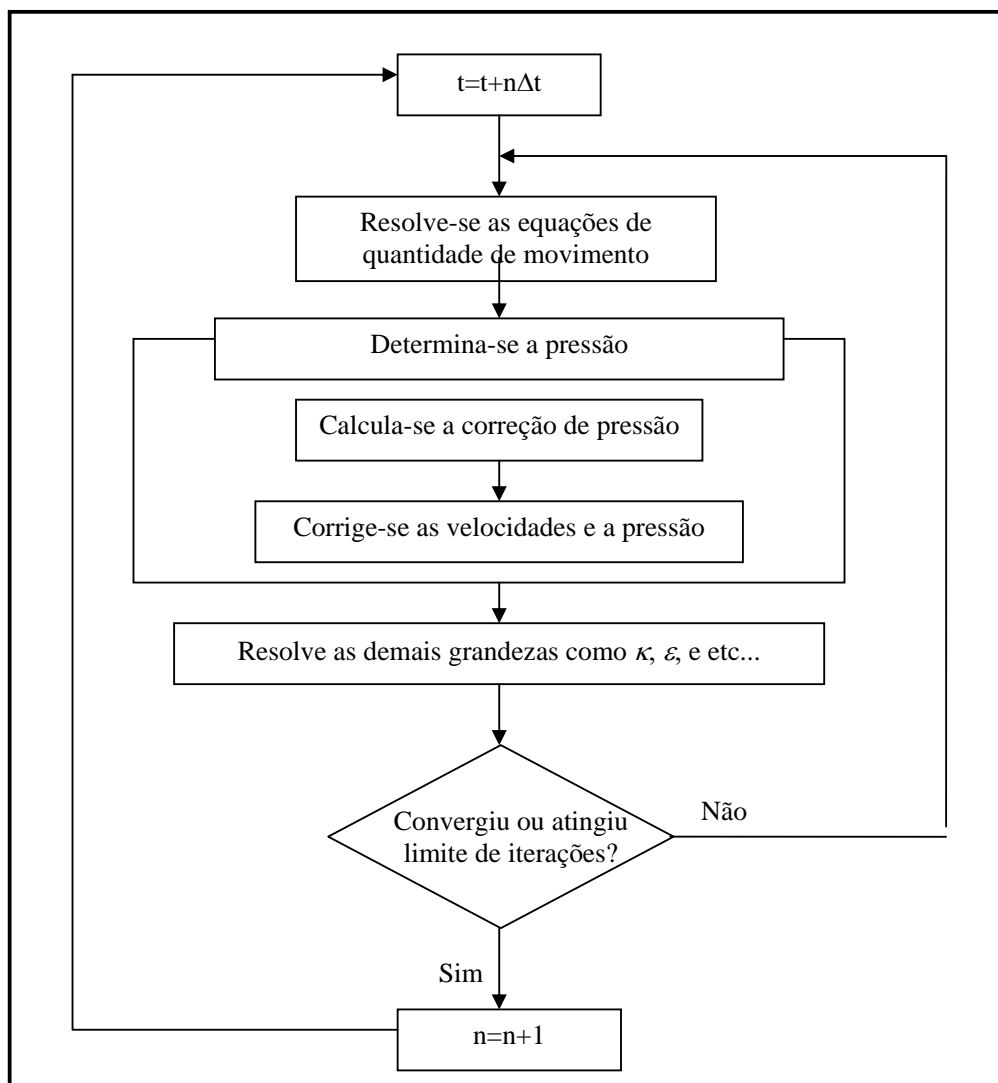 t=t+nΔt
Resolve-se as equações de
quantidade de movimento
Determina-se a pressão
Calcula-se a correção de pressão
Corrige-se as velocidades e a pressão
Resolve as demais grandezas como κ, ε, e etc...
Convergiu ou atingiu
limite de iterações?
Não
Sim
n=n+1